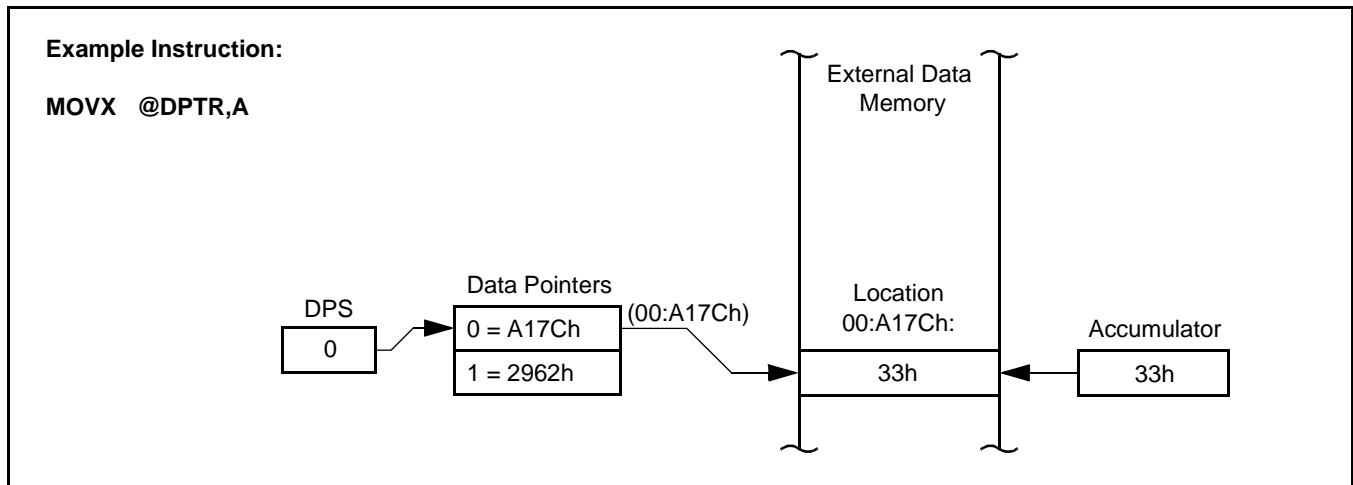 Example Instruction:
MOVX @DPTR,A
External Data
Memory
Data Pointers
DPS
0
0 = A17Ch
1 = 2962h
(00:A17Ch)
Location
00:A17Ch:
33h
Accumulator
33h